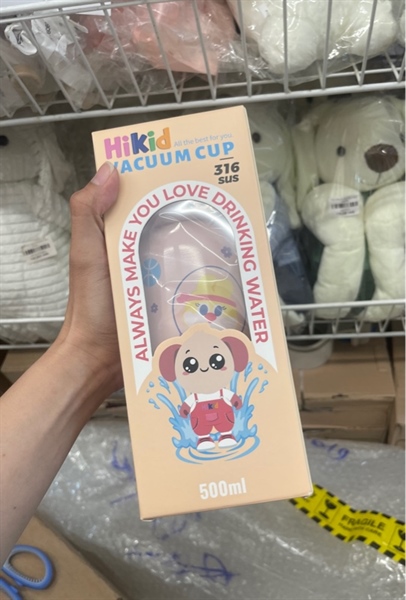 HiKid
All the best for you
VACUUM CUP
316
SUS
ALWAYS MAKE YOU LOVE DRINKING WATER
500ml
FRAGILE